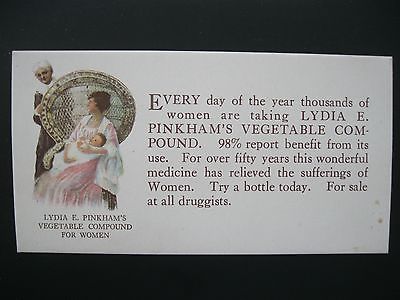 EVERY day of the year thousands of
women are taking LYDIA E.
PINKHAM'S VEGETABLE COM-
POUND. 98% report benefit from its
use. For over fifty years this wonderful
medicine has relieved the sufferings of
Women. Try a bottle today. For sale
at all druggists.
LYDIA E. PINKHAM'S
VEGETABLE COMPOUND
FOR WOMEN